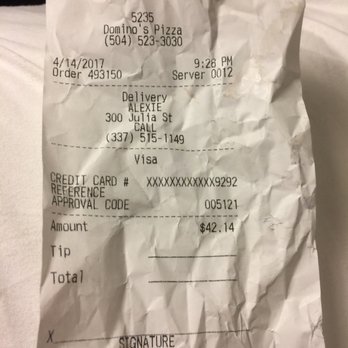 5235
Domino's Pizza
(504) 523-3030
4/14/2017 9:28 PM
Order 493150 Server 0012
Delivery
ALEXIE
300 Julia St
CALL
(337) 515-1149
Visa
CREDIT CARD # XXXXXXXXXXXX9292
REFERENCE
APPROVAL CODE 005121
Amount $42.14
Tip
Total
X
SIGNATURE